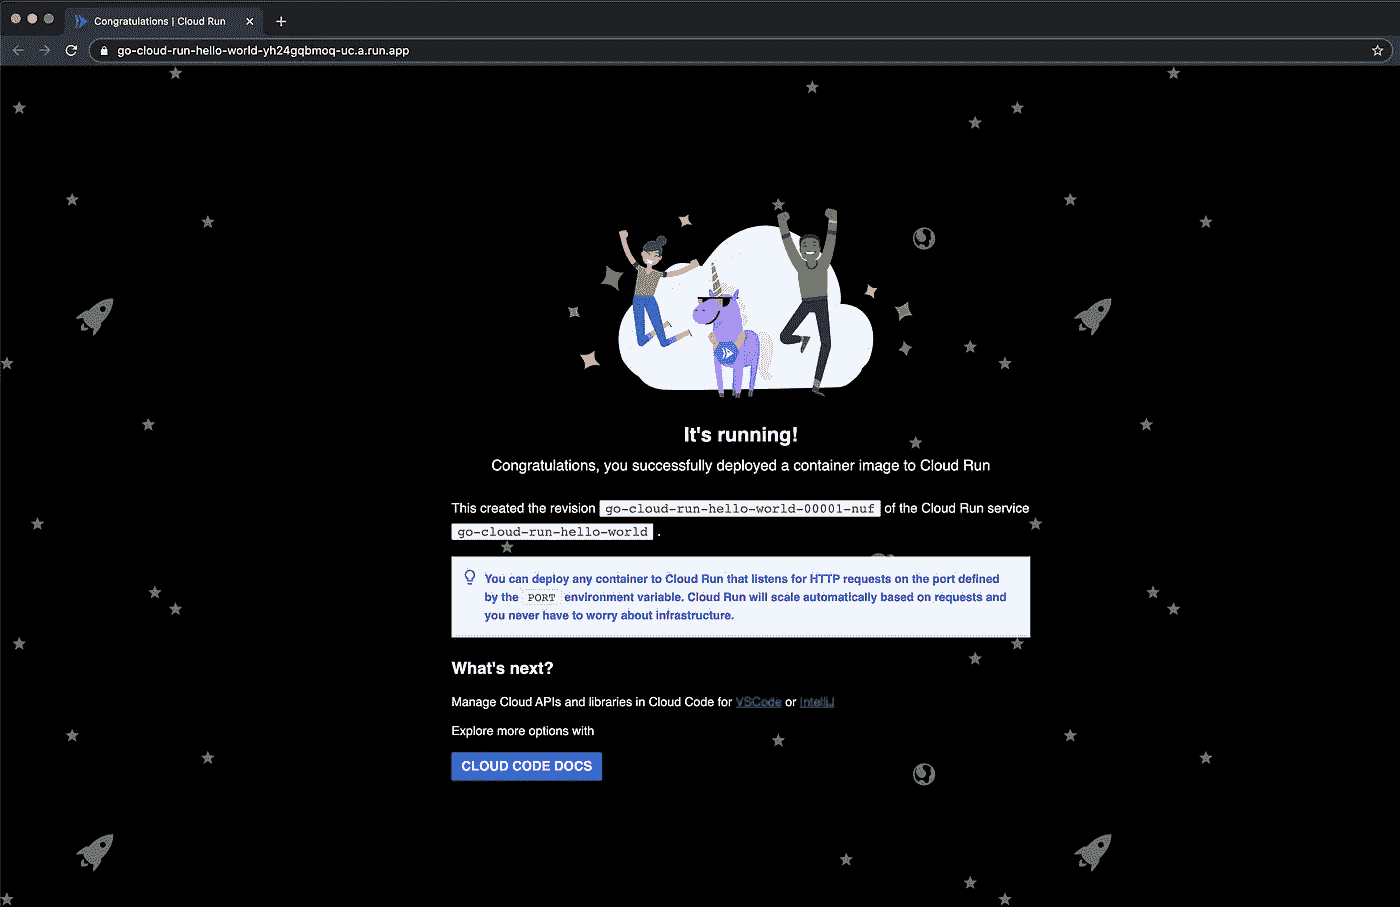 Congratulations | Cloud Run
go-cloud-run-hello-world-yh24gqbmoq-uc.a.run.app
It's running!
Congratulations, you successfully deployed a container image to Cloud Run
This created the revision go-cloud-run-hello-world-00001-nuf of the Cloud Run service
go-cloud-run-hello-world .
You can deploy any container to Cloud Run that listens for HTTP requests on the port defined
by the PORT environment variable. Cloud Run will scale automatically based on requests and
you never have to worry about infrastructure.
What's next?
Manage Cloud APIs and libraries in Cloud Code for VSCode or IntelliJ
Explore more options with
CLOUD CODE DOCS